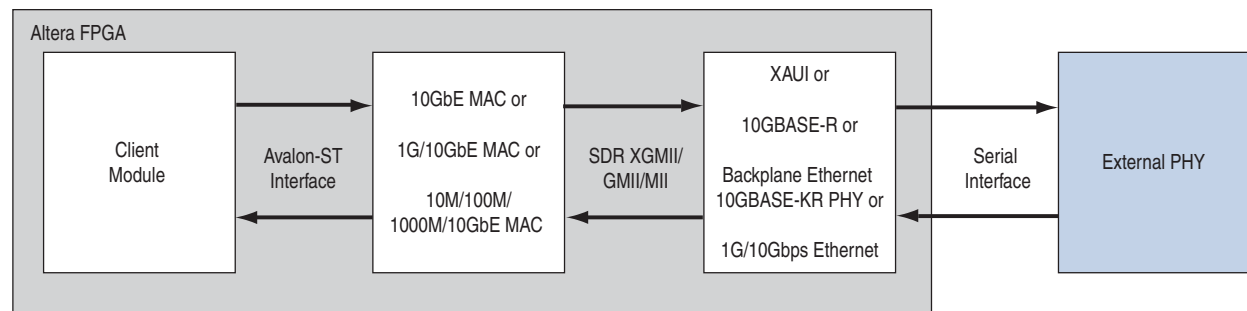 Altera FPGA
Client
Module
Avalon-ST
Interface
10GbE MAC or
1G/10GbE MAC or
10M/100M/
1000M/10GbE MAC
SDR XGMII/
GMII/MII
XAUI or
10GBASE-R or
Backplane Ethernet
10GBASE-KR PHY or
1G/10Gbps Ethernet
Serial
Interface
External PHY